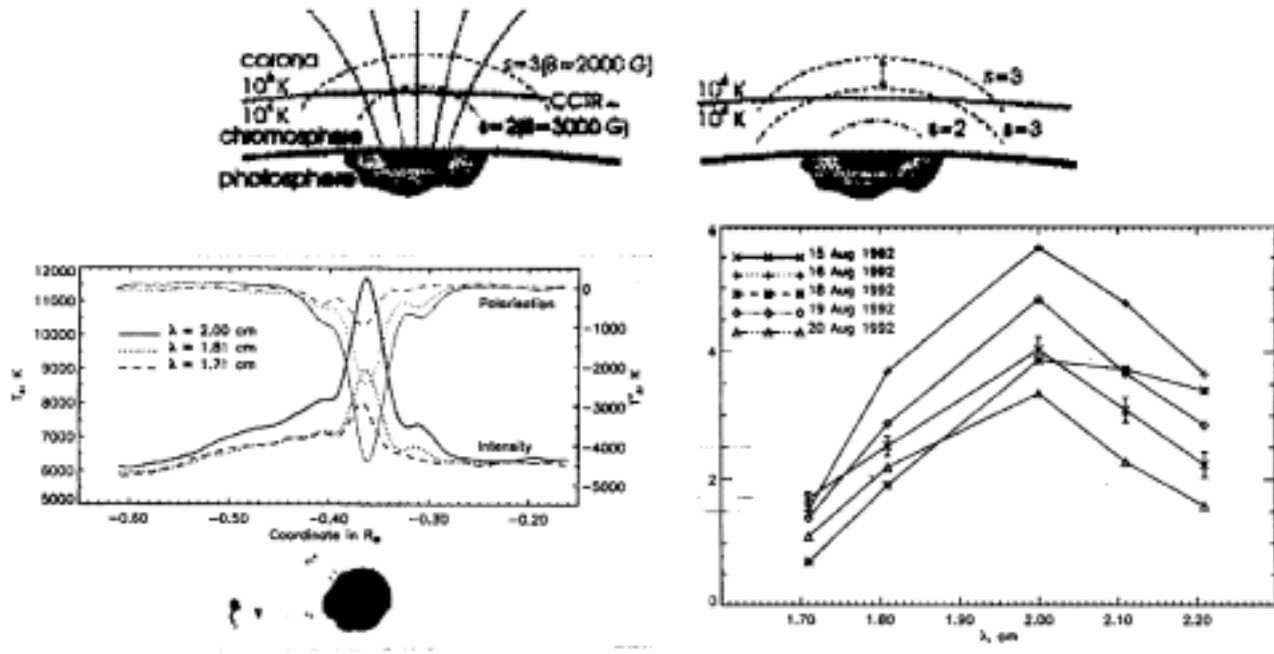 corona
10⁶ K
10⁴ K
chromosphere
photosphere
s=3(B=2000 G)
CCTR
s=2(B=3000 G)
10⁶ K
10⁴ K
s=3
s=2
s=3
12000
11000
10000
9000
8000
7000
6000
5000
K
λ = 2.00 cm
λ = 1.81 cm
λ = 1.71 cm
Polarisation
Intensity
0
-1000
-2000
-3000
-4000
-5000
K
-0.60
-0.50
-0.40
-0.30
-0.20
Coordinate in R
6
4
2
0
15 Aug 1992
16 Aug 1992
18 Aug 1992
19 Aug 1992
20 Aug 1992
1.70
1.80
1.90
2.00
2.10
2.20
λ, cm